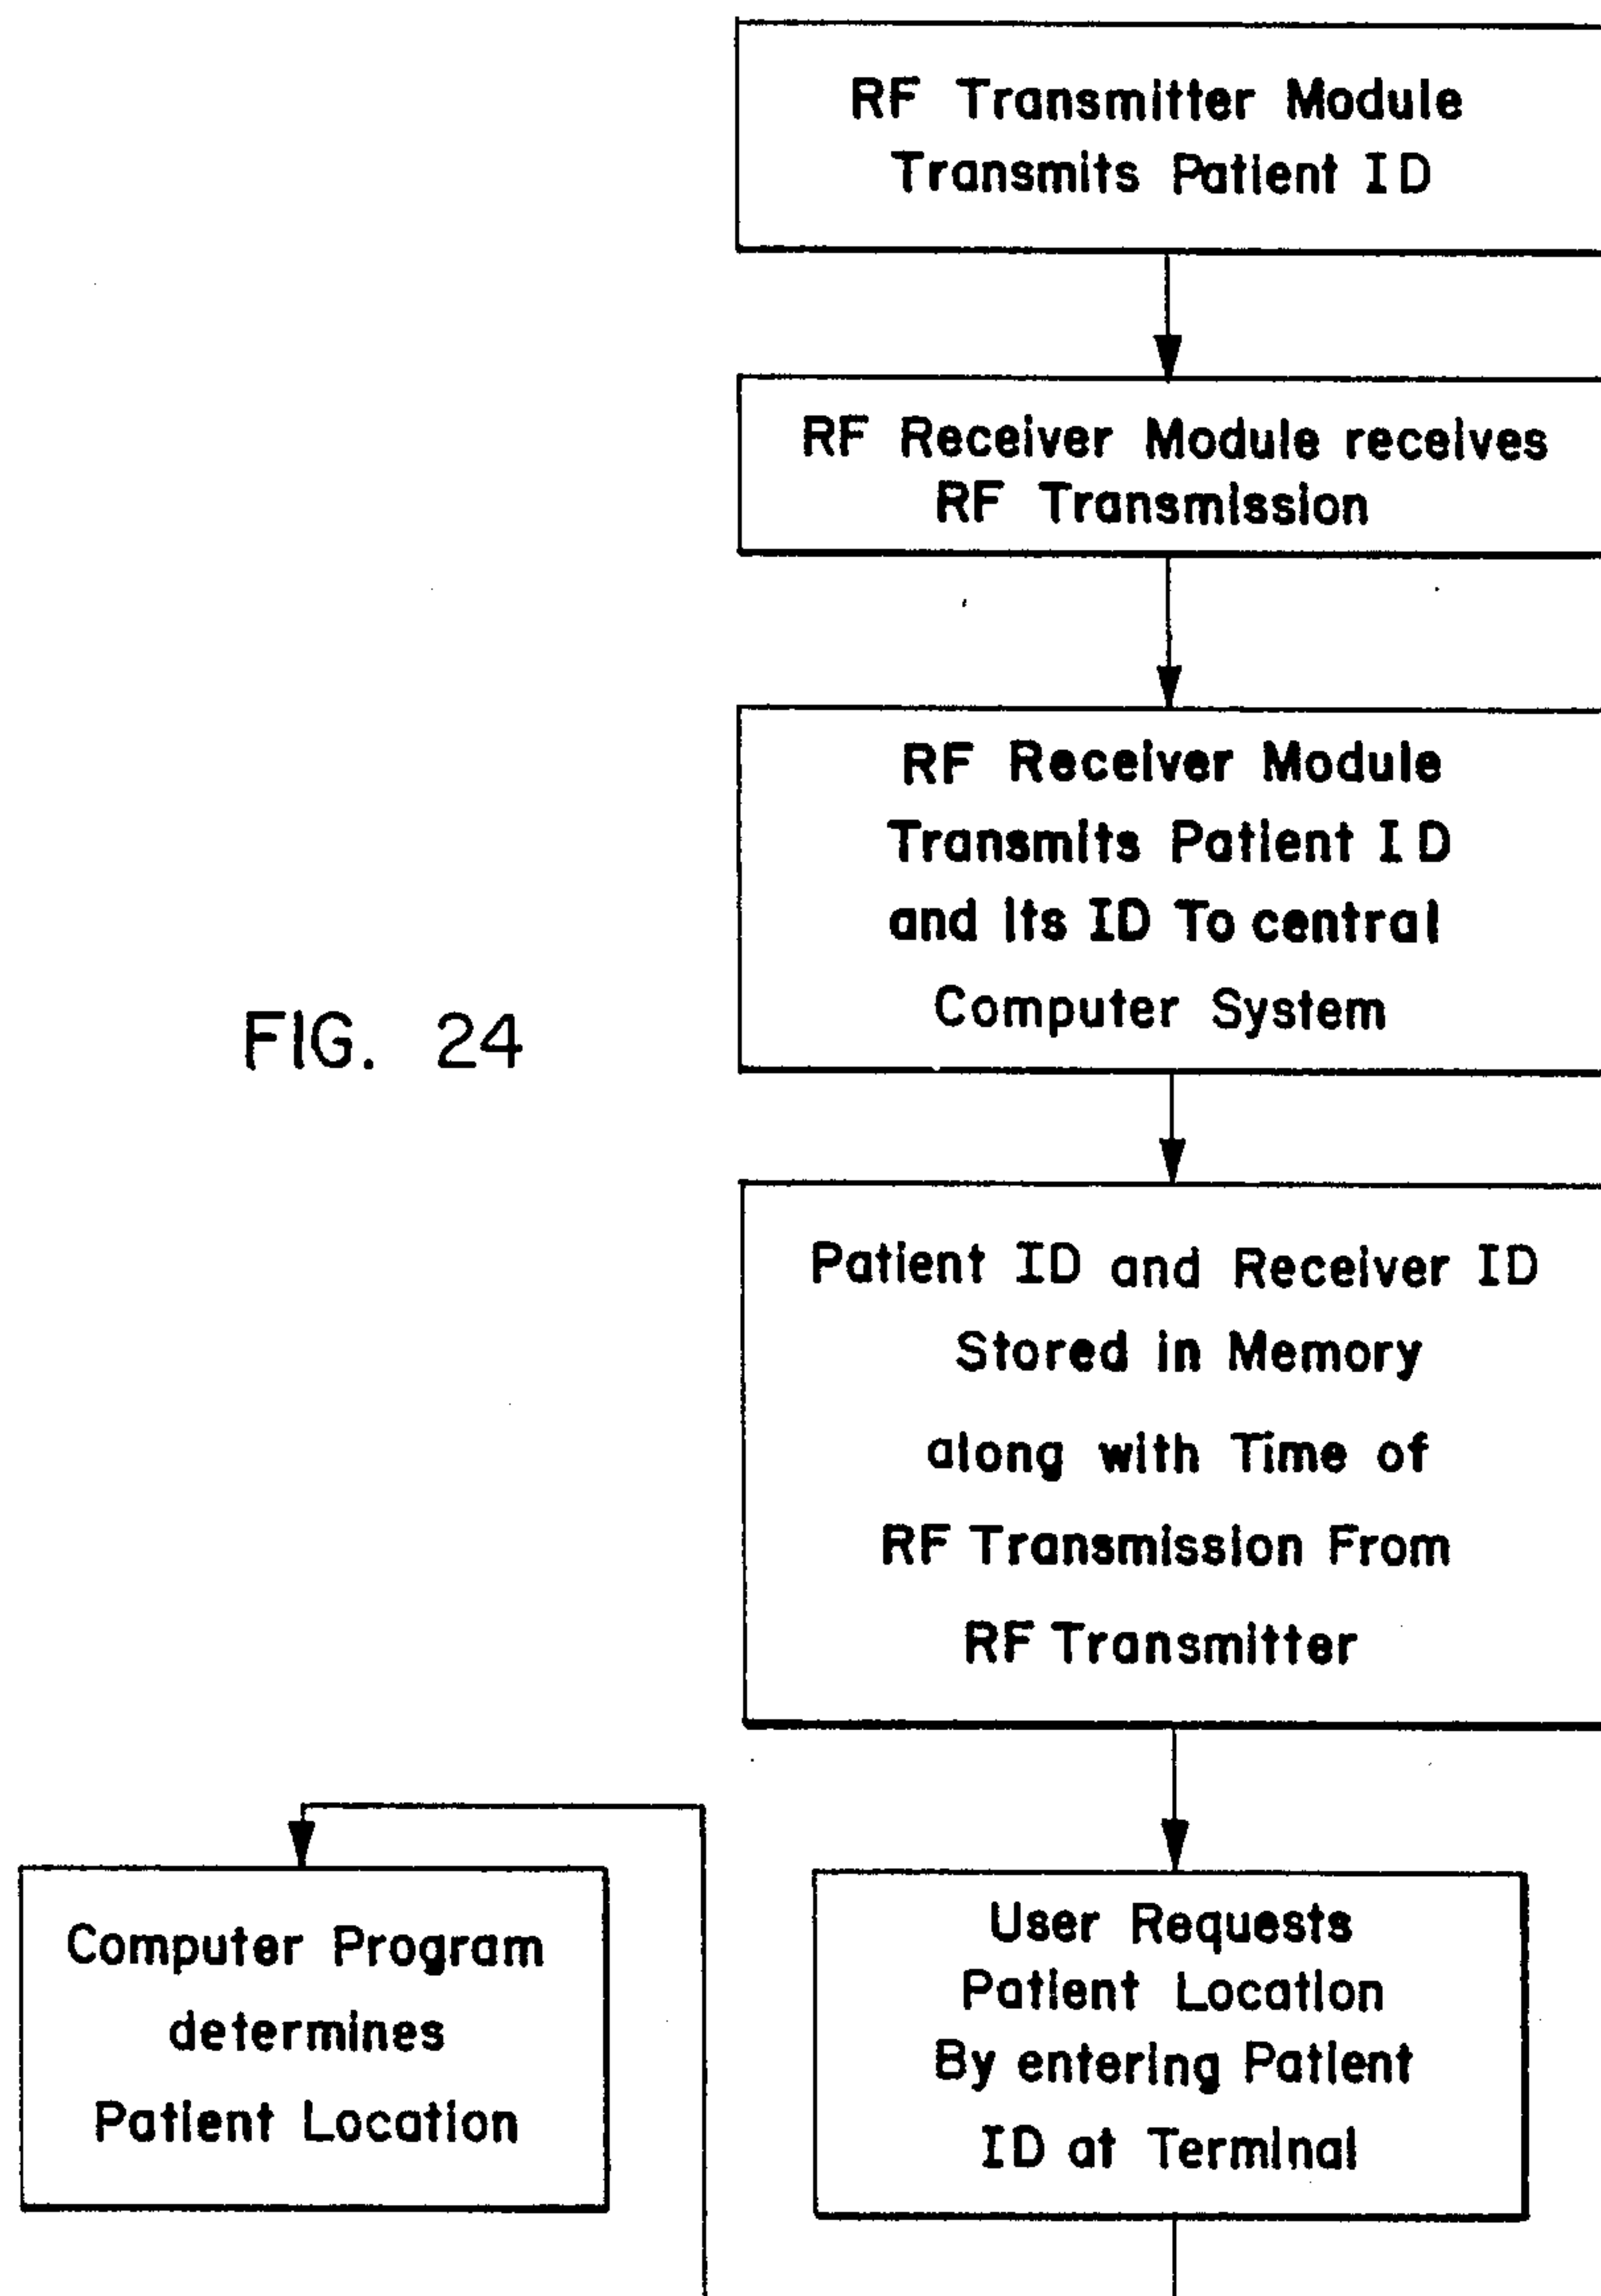 RF Transmitter Module
Transmits Patient ID
RF Receiver Module receives
RF Transmission
RF Receiver Module
Transmits Patient ID
and Its ID To central
Computer System
FIG. 24
Patient ID and Receiver ID
Stored in Memory
along with Time of
RF Transmission From
RF Transmitter
User Requests
Patient Location
By entering Patient
ID at Terminal
Computer Program
determines
Patient Location